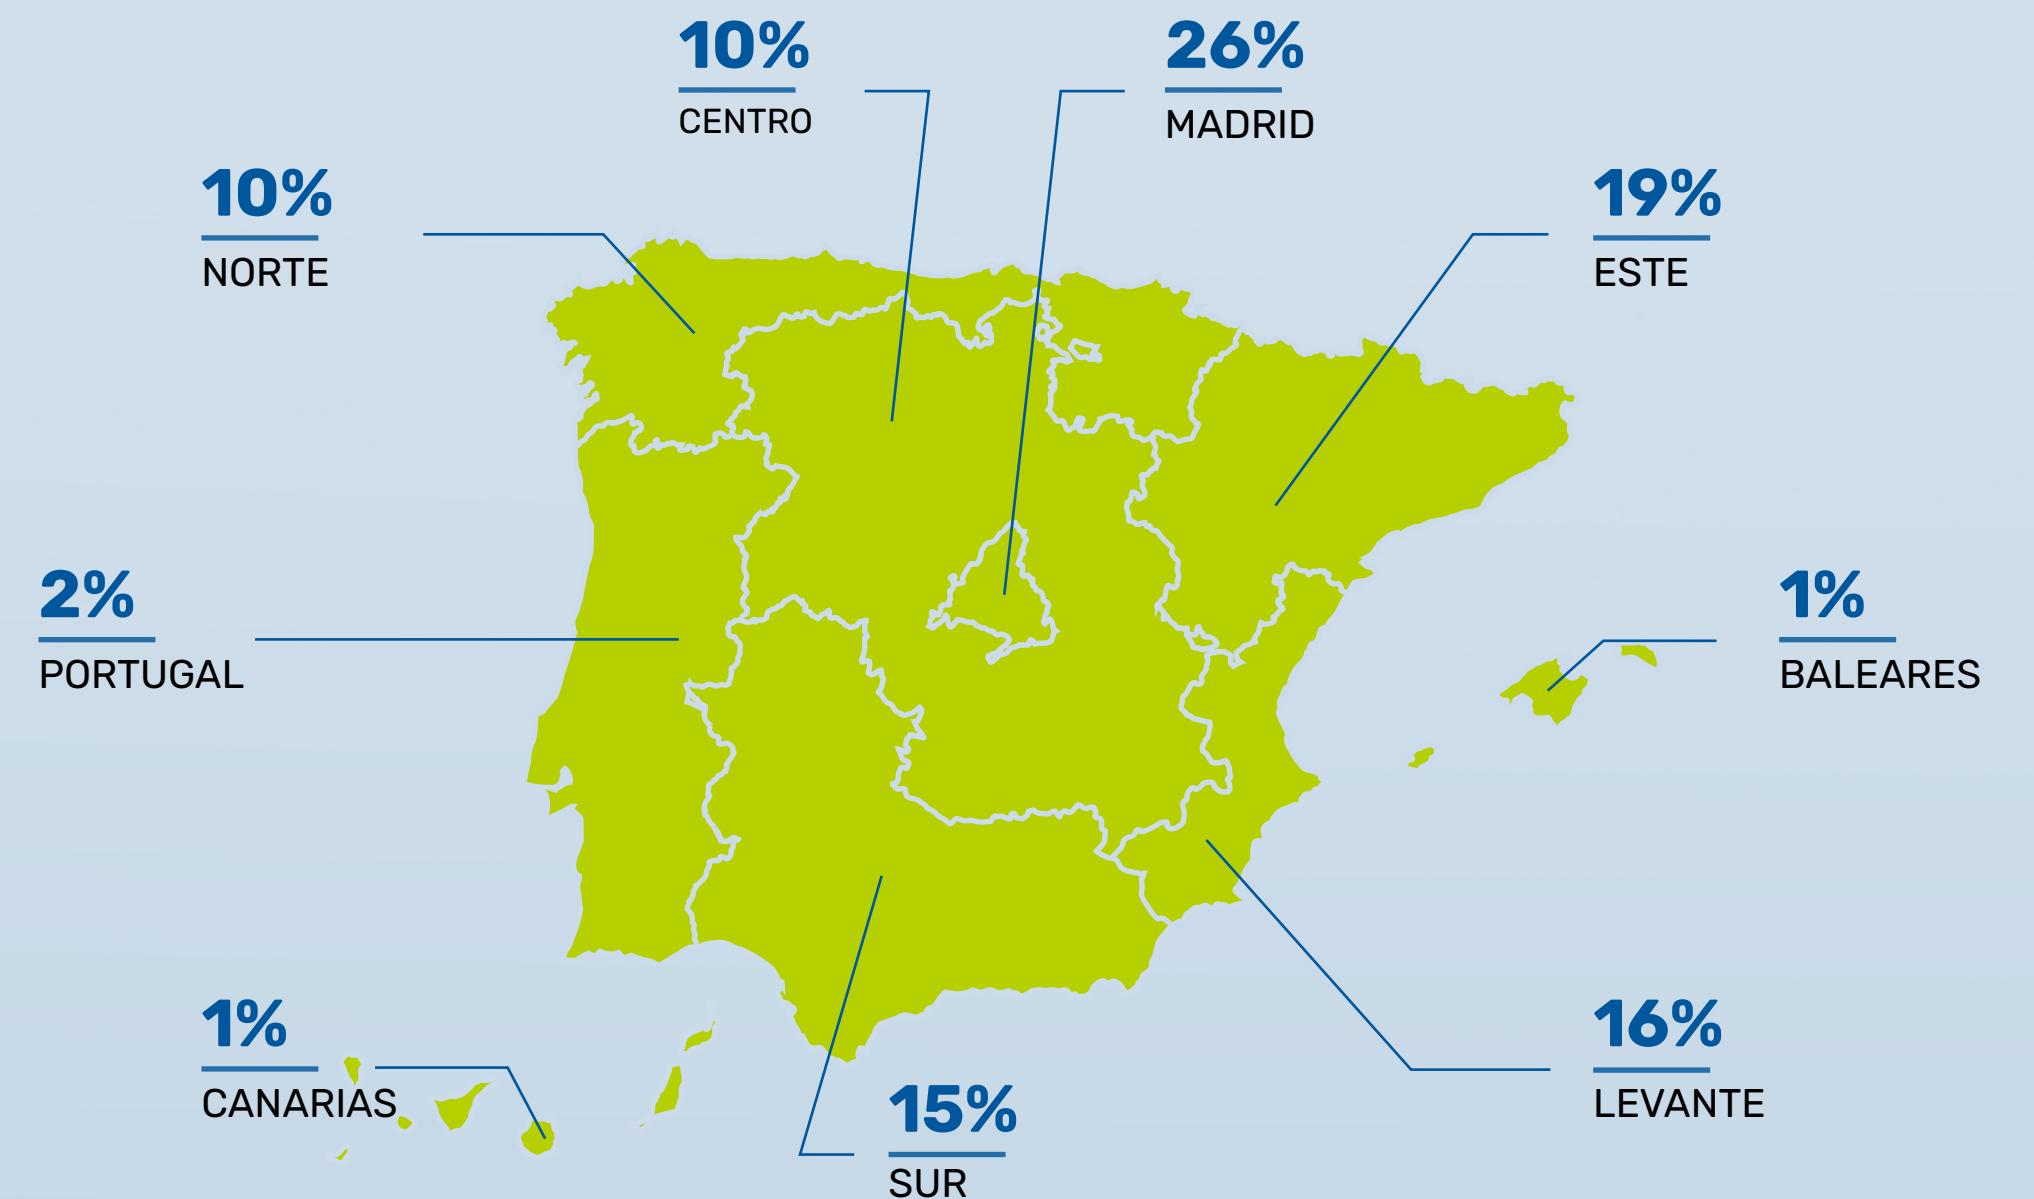 10%
CENTRO
26%
MADRID
10%
NORTE
19%
ESTE
2%
PORTUGAL
1%
BALEARES
1%
CANARIAS
15%
SUR
16%
LEVANTE